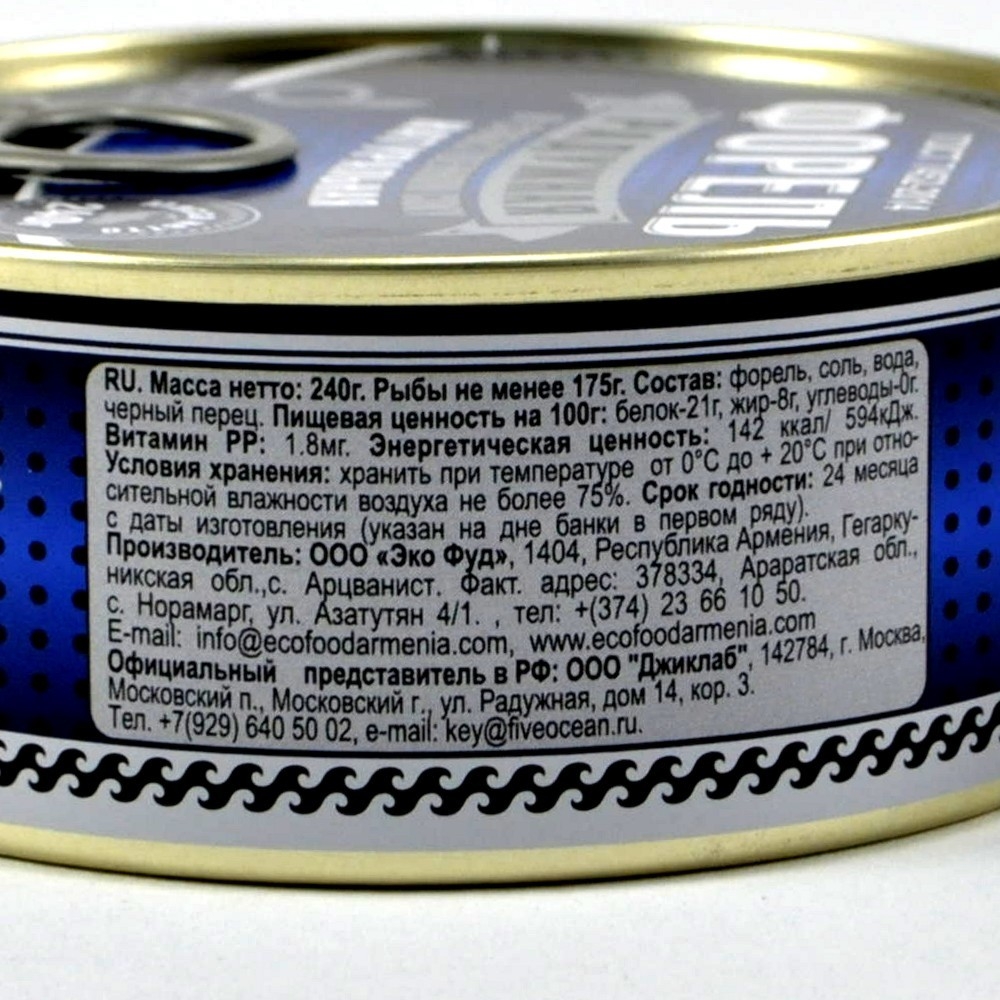 ФОРЕЛЬ
RU. Масса нетто: 240г. Рыбы не менее 175г. Состав: форель, соль, вода,
черный перец. Пищевая ценность на 100г: белок-21г, жир-8г, углеводы-0г.
Витамин PP: 1.8мг. Энергетическая ценность: 142 ккал/ 594кДж.
Условия хранения: хранить при температуре от 0°C до + 20°C при отно-
сительной влажности воздуха не более 75%. Срок годности: 24 месяца
с даты изготовления (указан на дне банки в первом ряду).
Производитель: ООО «Эко Фуд», 1404, Республика Армения, Гегарку-
никская обл.,с. Арцванист. Факт. адрес: 378334, Араратская обл.,
с. Норамарг, ул. Азатутян 4/1. , тел: +(374) 23 66 10 50.
E-mail: info@ecofoodarmenia.com, www.ecofoodarmenia.com
Официальный представитель в РФ: ООО "Джиклаб", 142784, г. Москва,
Московский п., Московский г., ул. Радужная, дом 14, кор. 3.
Тел. +7(929) 640 50 02, e-mail: key@fiveocean.ru.